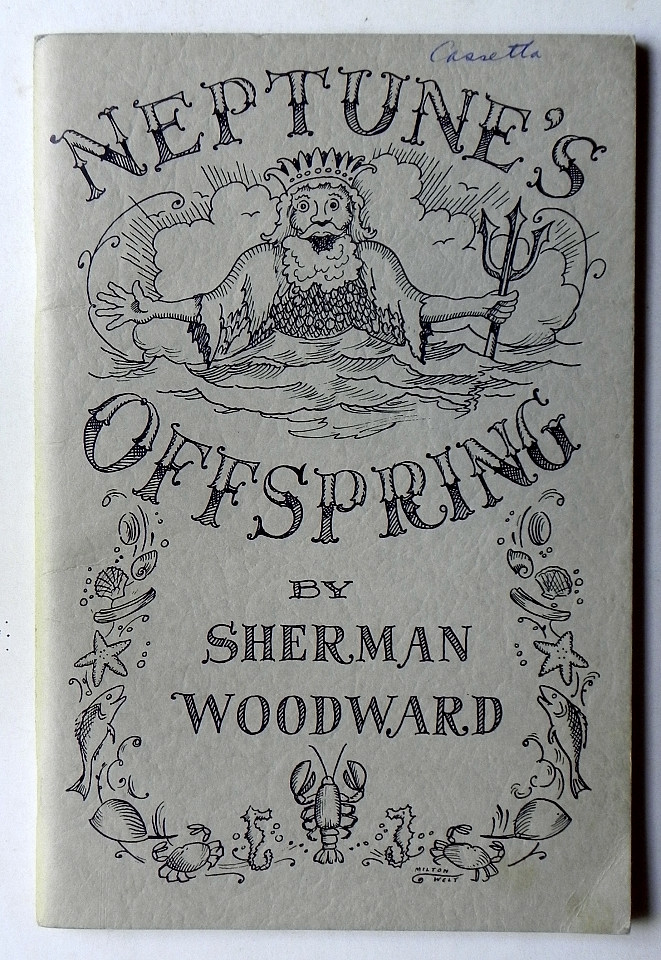 Cassetta
NEPTUNE'S
OFFSPRING
BY
SHERMAN
WOODWARD
MILTON
WELT